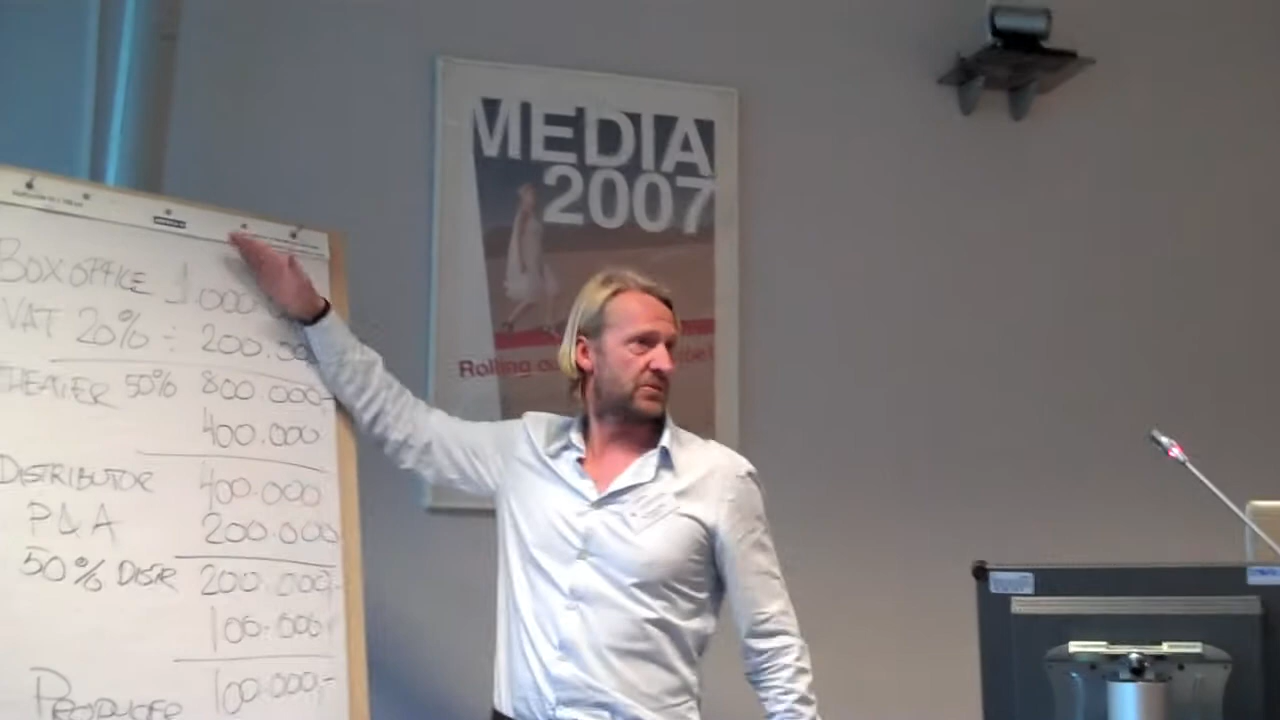 BOX OFFICE 1.000
VAT 20% ÷ 200.00
THEATER 50% 800.000-
400.000
DISTRIBUTOR 400.000
P&A 200.000
50% DISTR 200.000,-
100.000
PRODUCER 100.000,-
MEDIA
2007
Rolling